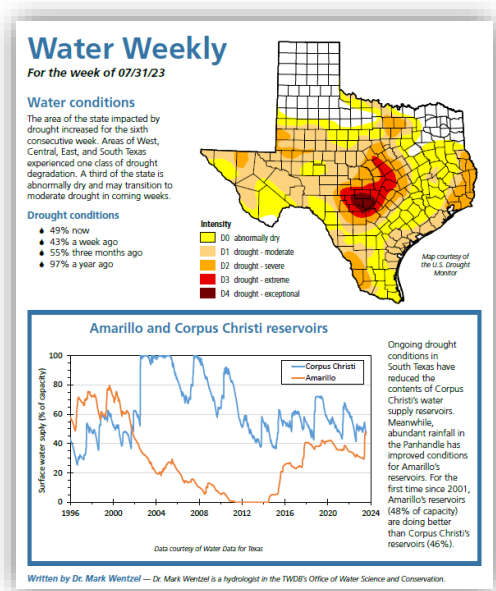 Water Weekly
For the week of 07/31/23
Water conditions
The area of the state impacted by
drought increased for the sixth
consecutive week. Areas of West,
Central, East, and South Texas
experienced one class of drought
degradation. A third of the state is
abnormally dry and may transition to
moderate drought in coming weeks.
Drought conditions
49% now
43% a week ago
55% three months ago
97% a year ago
Intensity
D0 abnormally dry
D1 drought - moderate
D2 drought - severe
D3 drought - extreme
D4 drought - exceptional
Map courtesy of
the U.S. Drought
Monitor
Amarillo and Corpus Christi reservoirs
Surface water suply (% of capacity)
100
80
60
40
20
0
1996 2000 2004 2008 2012 2016 2020 2024
Corpus Christi
Amarillo
Data courtesy of Water Data for Texas
Ongoing drought
conditions in
South Texas have
reduced the
contents of Corpus
Christi's water
supply reservoirs.
Meanwhile,
abundant rainfall in
the Panhandle has
improved conditions
for Amarillo's
reservoirs. For the
first time since 2001,
Amarillo's reservoirs
(48% of capacity)
are doing better
than Corpus Christi's
reservoirs (46%).
Written by Dr. Mark Wentzel — Dr. Mark Wentzel is a hydrologist in the TWDB's Office of Water Science and Conservation.